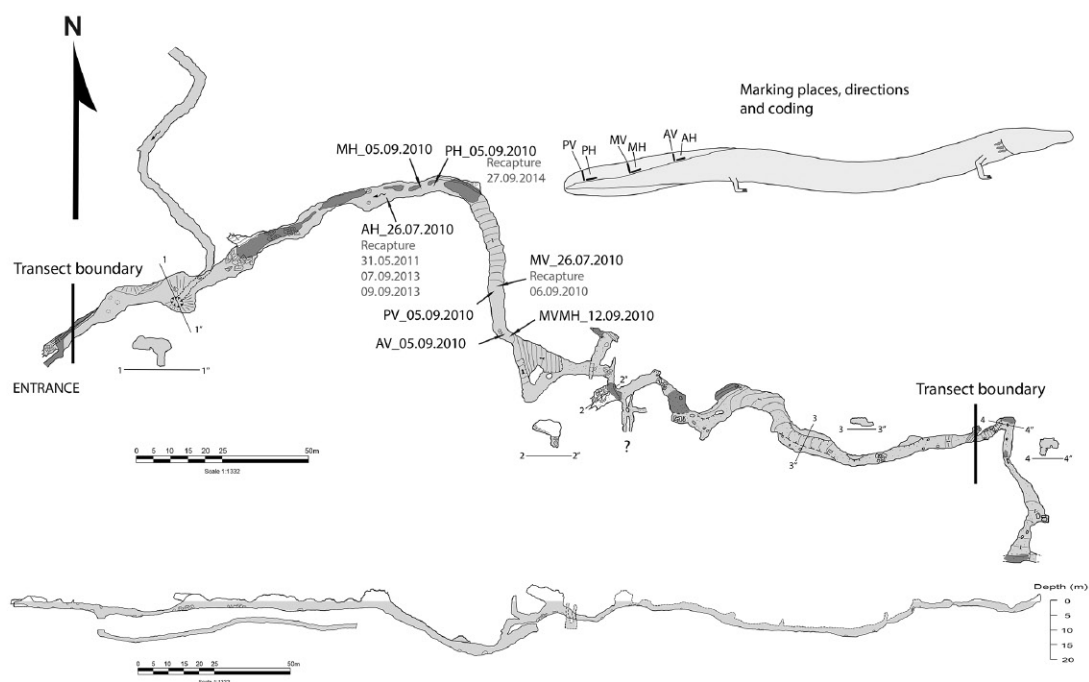 N
Marking places, directions
and coding
PV
PH
MV
MH
AV
AH
MH_05.09.2010
PH_05.09.2010
Recapture
27.09.2014
AH_26.07.2010
Recapture
31.05.2011
07.09.2013
09.09.2013
MV_26.07.2010
Recapture
06.09.2010
PV_05.09.2010
MVMH_12.09.2010
AV_05.09.2010
Transect boundary
1
1"
1 1"
ENTRANCE
2"
2
2 2"
?
3
3"
3 3"
Transect boundary
4
4"
4 4"
0 5 10 15 20 25 50m
Scale 1:1332
Depth (m)
0
5
10
15
20
0 5 10 15 20 25 50m
Scale 1:1332